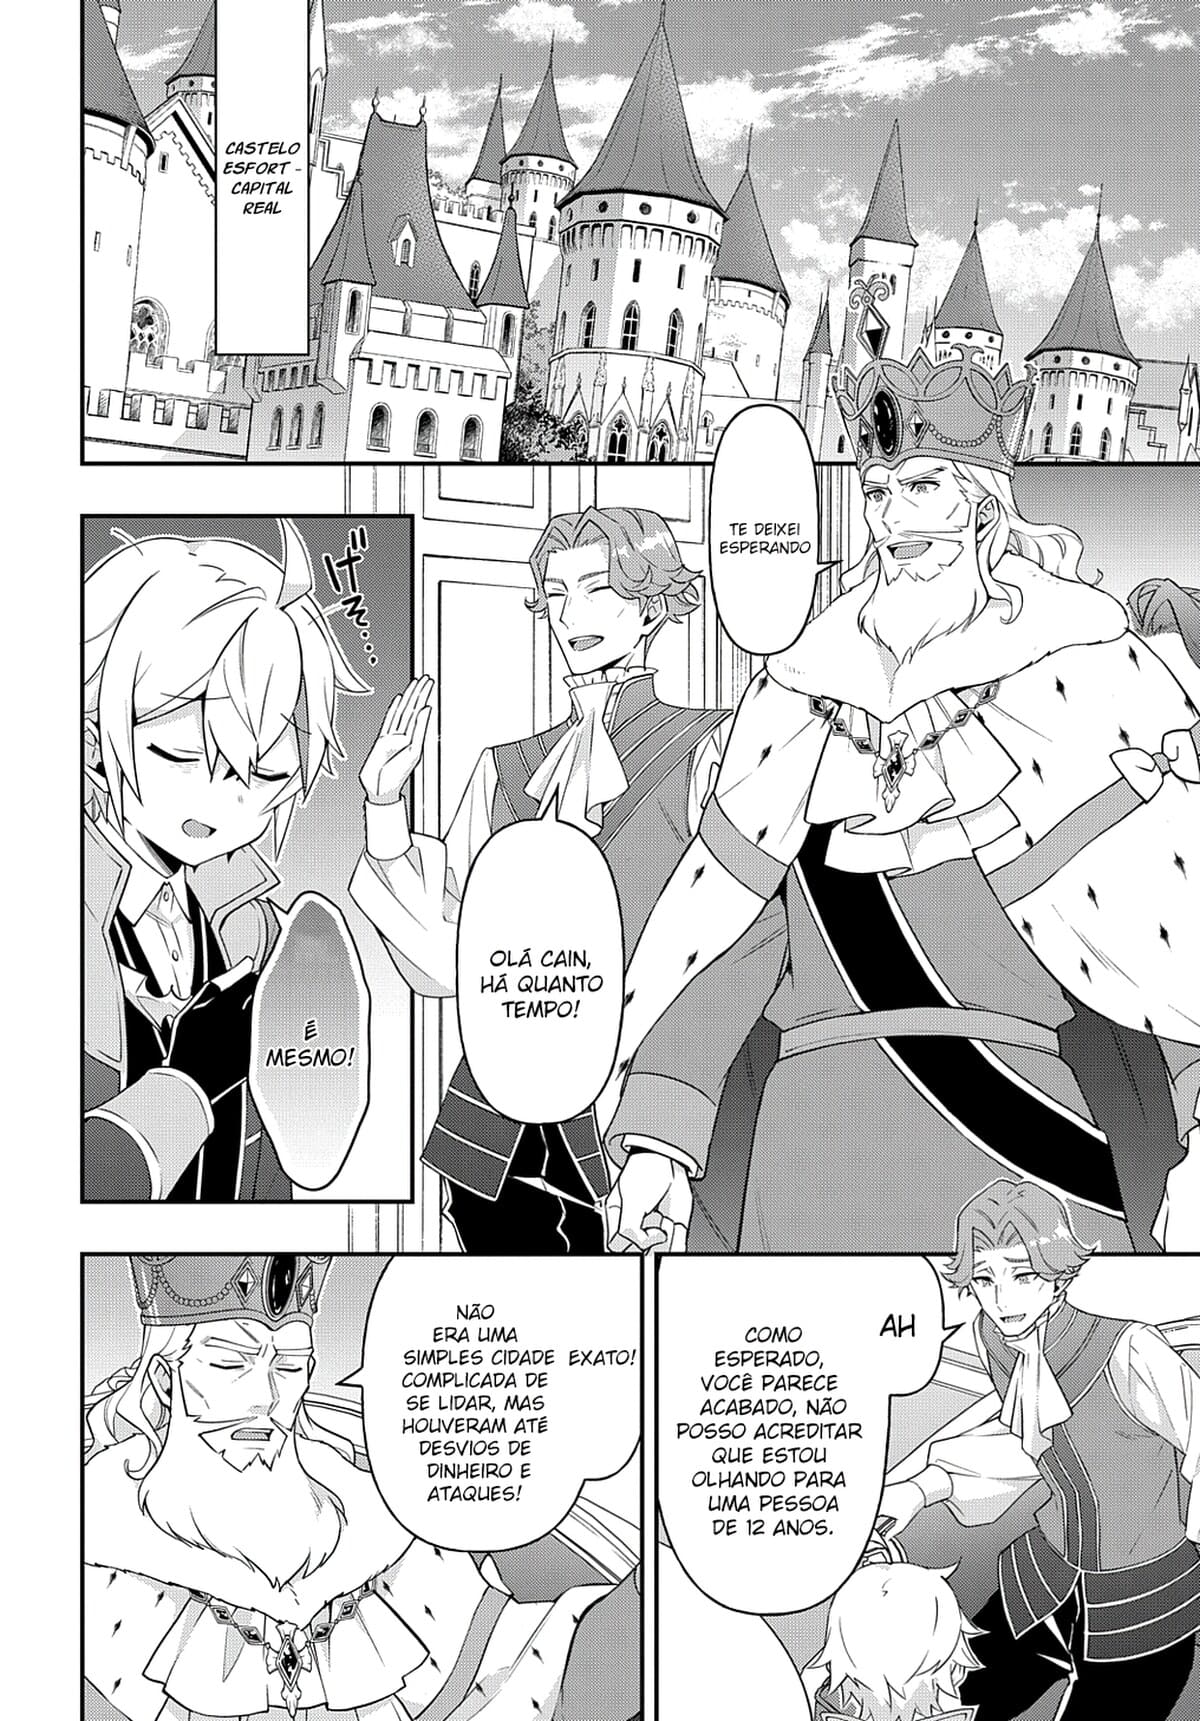 CASTELO
ESFORT -
CAPITAL
REAL
TE DEIXEI
ESPERANDO
OLÁ CAIN,
HÁ QUANTO
TEMPO!
げそ...
É
MESMO!
AH
COMO
ESPERADO,
VOCÊ PARECE
ACABADO, NÃO
POSSO ACREDITAR
QUE ESTOU
OLHANDO PARA
UMA PESSOA
DE 12 ANOS.
EXATO!
NÃO
ERA UMA
SIMPLES CIDADE
COMPLICADA DE
SE LIDAR, MAS
HOUVERAM ATÉ
DESVIOS DE
DINHEIRO E
ATAQUES!